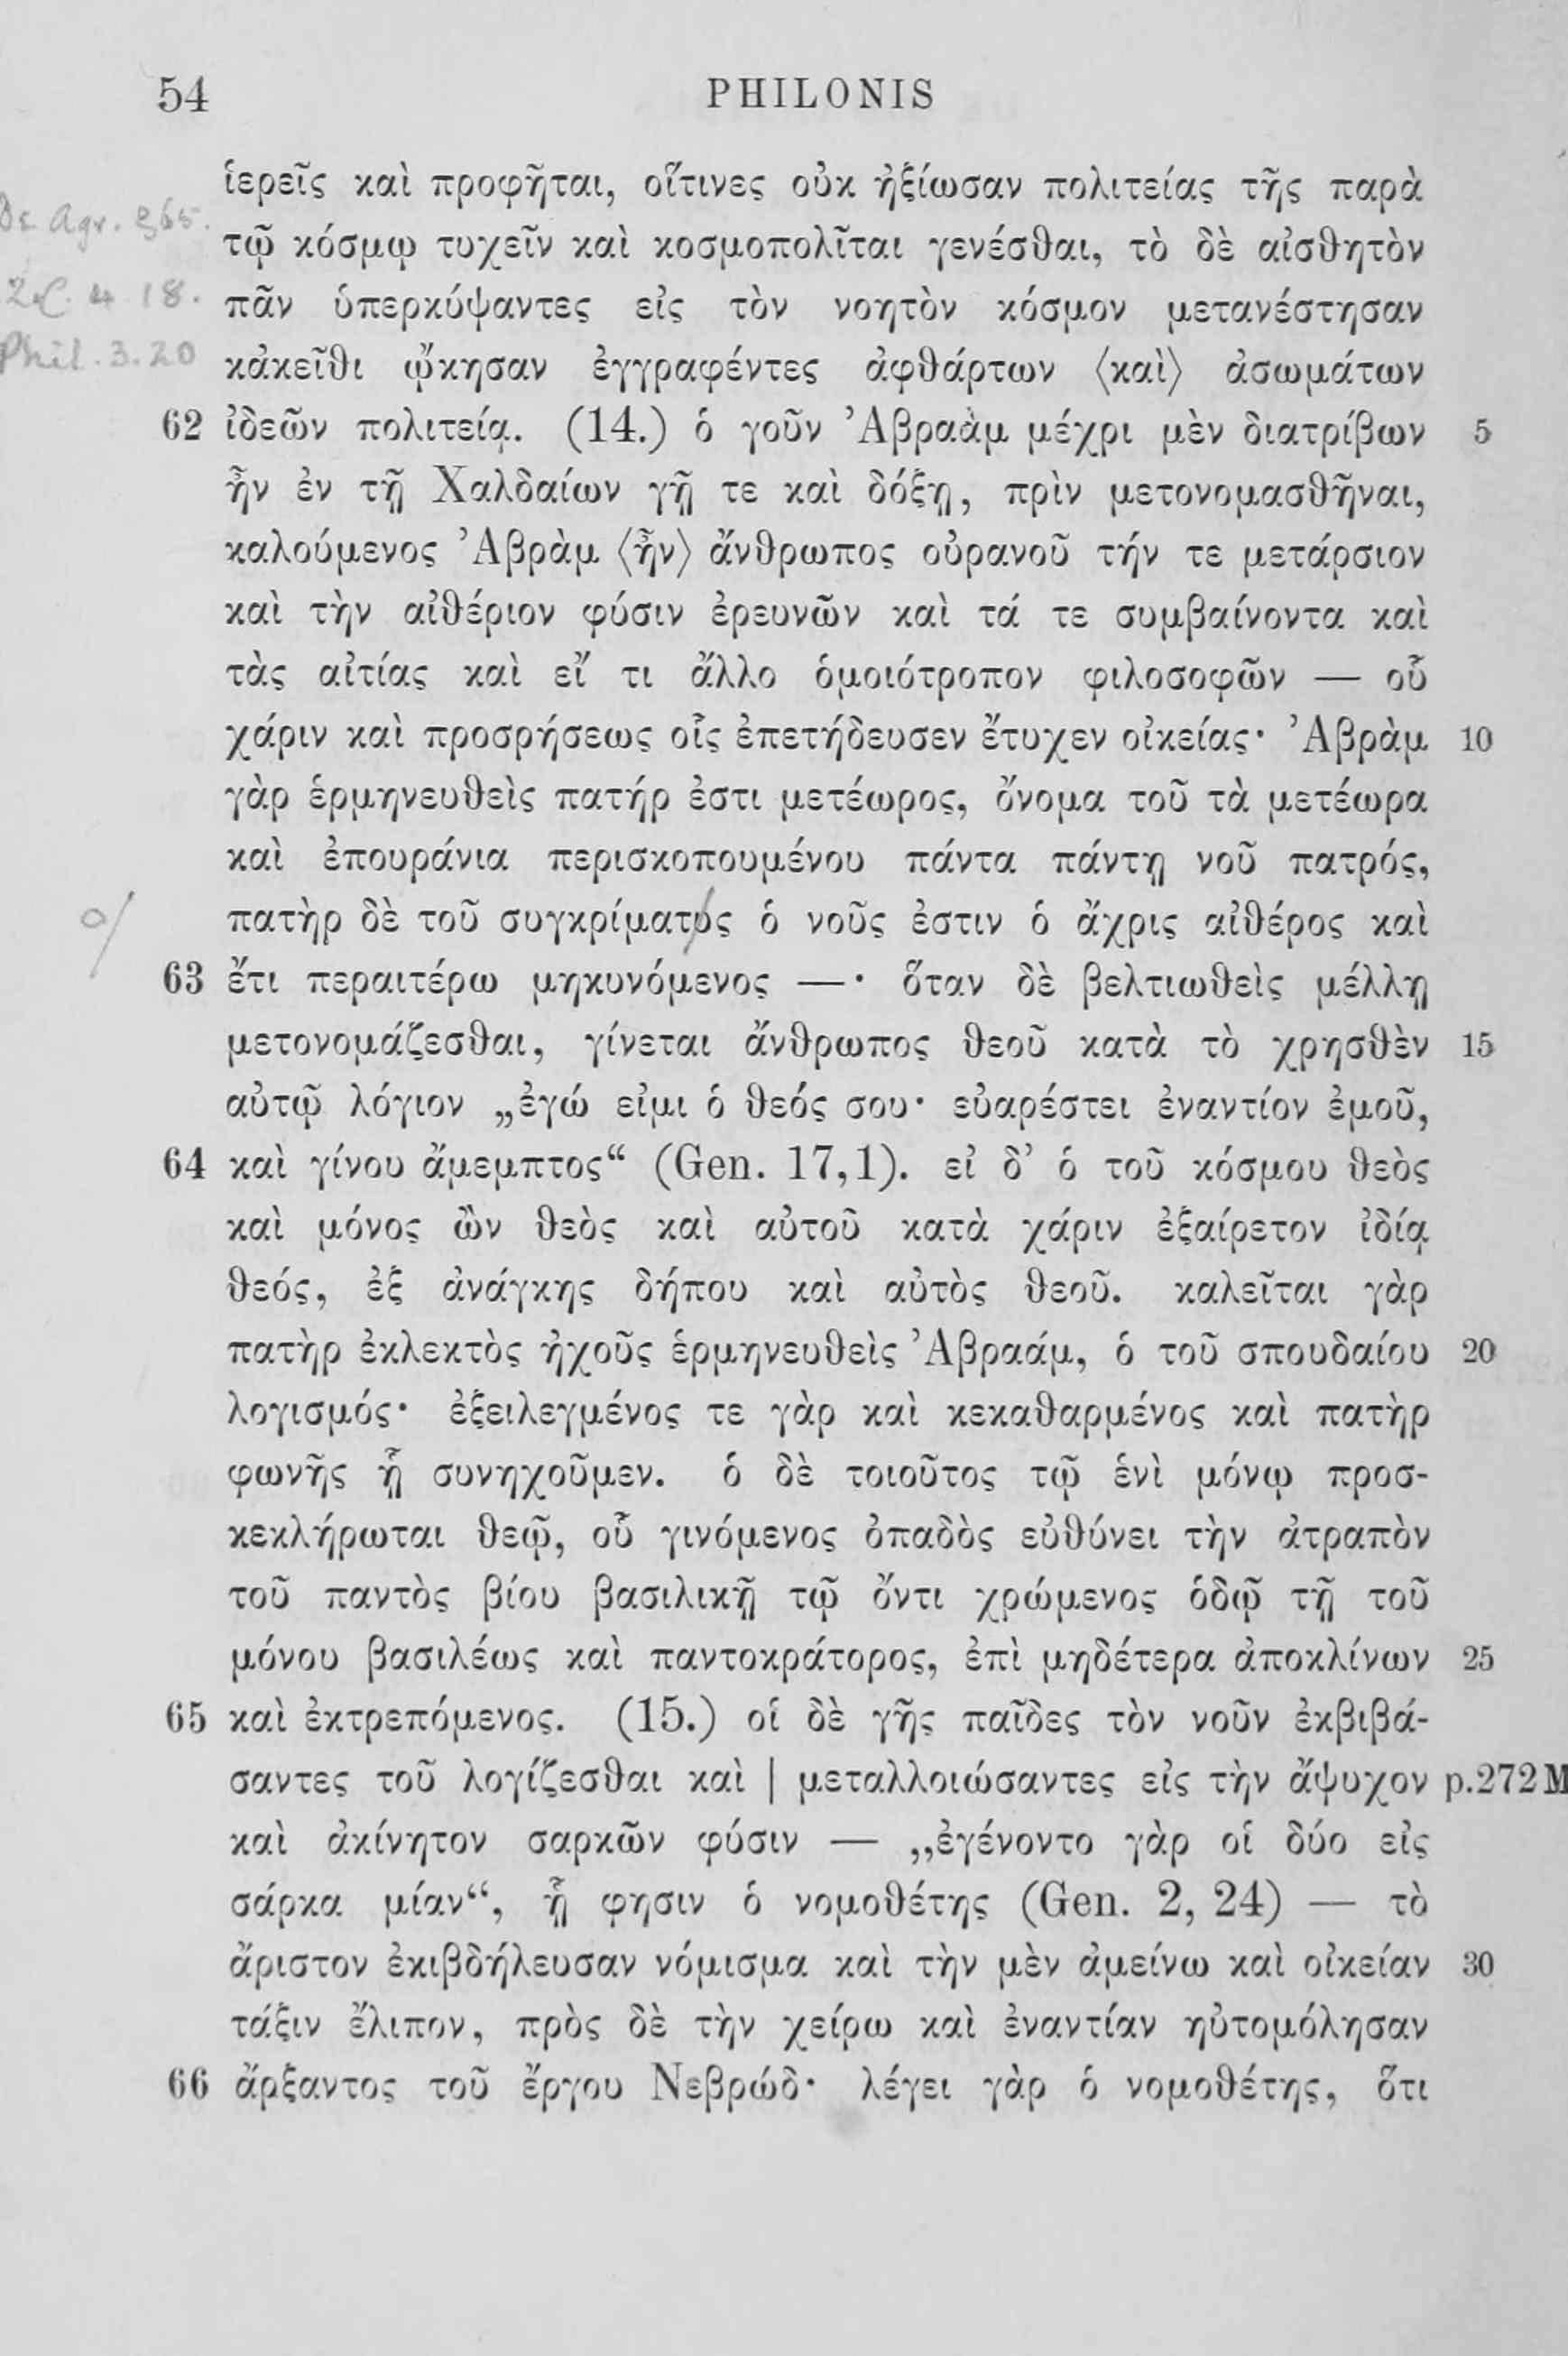 54 PHILONIS
ἱερεῖς καὶ προφῆται, οἵτινες οὐκ ἠξίωσαν πολιτείας τῆς παρὰ
De Agr. §65.
τῷ κόσμῳ τυχεῖν καὶ κοσμοπολῖται γενέσθαι, τὸ δὲ αἰσθητὸν
4 18.
πᾶν ὑπερκύψαντες εἰς τὸν νοητὸν κόσμον μετανέστησαν
Phil. 3.20
κἀκεῖθι ᾤκησαν ἐγγραφέντες ἀφθάρτων ⟨καὶ⟩ ἀσωμάτων
62 ἰδεῶν πολιτείᾳ. (14.) ὁ γοῦν Ἀβραὰμ μέχρι μὲν διατρίβων 5
ἦν ἐν τῇ Χαλδαίων γῇ τε καὶ δόξῃ, πρὶν μετονομασθῆναι,
καλούμενος Ἀβρὰμ ⟨ἦν⟩ ἄνθρωπος οὐρανοῦ τήν τε μετάρσιον
καὶ τὴν αἰθέριον φύσιν ἐρευνῶν καὶ τά τε συμβαίνοντα καὶ
τὰς αἰτίας καὶ εἴ τι ἄλλο ὁμοιότροπον φιλοσοφῶν — οὗ
χάριν καὶ προσρήσεως οἷς ἐπετήδευσεν ἔτυχεν οἰκείας· Ἀβρὰμ 10
γὰρ ἑρμηνευθεὶς πατήρ ἐστι μετέωρος, ὄνομα τοῦ τὰ μετέωρα
καὶ ἐπουράνια περισκοπουμένου πάντα πάντῃ νοῦ πατρός,
o/
πατὴρ δὲ τοῦ συγκρίματος ὁ νοῦς ἐστιν ὁ ἄχρις αἰθέρος καὶ
63 ἔτι περαιτέρω μηκυνόμενος —· ὅταν δὲ βελτιωθεὶς μέλλῃ
μετονομάζεσθαι, γίνεται ἄνθρωπος θεοῦ κατὰ τὸ χρησθὲν 15
αὐτῷ λόγιον „ἐγώ εἰμι ὁ θεός σου· εὐαρέστει ἐναντίον ἐμοῦ,
64 καὶ γίνου ἄμεμπτος“ (Gen. 17,1). εἰ δ’ ὁ τοῦ κόσμου θεὸς
καὶ μόνος ὢν θεὸς καὶ αὐτοῦ κατὰ χάριν ἐξαίρετον ἰδίᾳ
θεός, ἐξ ἀνάγκης δήπου καὶ αὐτὸς θεοῦ. καλεῖται γὰρ
πατὴρ ἐκλεκτὸς ἠχοῦς ἑρμηνευθεὶς Ἀβραάμ, ὁ τοῦ σπουδαίου 20
λογισμός· ἐξειλεγμένος τε γὰρ καὶ κεκαθαρμένος καὶ πατὴρ
φωνῆς ᾗ συνηχοῦμεν. ὁ δὲ τοιοῦτος τῷ ἑνὶ μόνῳ προσ-
κεκλήρωται θεῷ, οὗ γινόμενος ὀπαδὸς εὐθύνει τὴν ἀτραπὸν
τοῦ παντὸς βίου βασιλικῇ τῷ ὄντι χρώμενος ὁδῷ τῇ τοῦ
μόνου βασιλέως καὶ παντοκράτορος, ἐπὶ μηδέτερα ἀποκλίνων 25
65 καὶ ἐκτρεπόμενος. (15.) οἱ δὲ γῆς παῖδες τὸν νοῦν ἐκβιβά-
σαντες τοῦ λογίζεσθαι καὶ | μεταλλοιώσαντες εἰς τὴν ἄψυχον p.272 M
καὶ ἀκίνητον σαρκῶν φύσιν — „ἐγένοντο γὰρ οἱ δύο εἰς
σάρκα μίαν“, ᾗ φησιν ὁ νομοθέτης (Gen. 2, 24) — τὸ
ἄριστον ἐκιβδήλευσαν νόμισμα καὶ τὴν μὲν ἀμείνω καὶ οἰκείαν 30
τάξιν ἔλιπον, πρὸς δὲ τὴν χείρω καὶ ἐναντίαν ηὐτομόλησαν
66 ἄρξαντος τοῦ ἔργου Νεβρώδ· λέγει γὰρ ὁ νομοθέτης, ὅτι